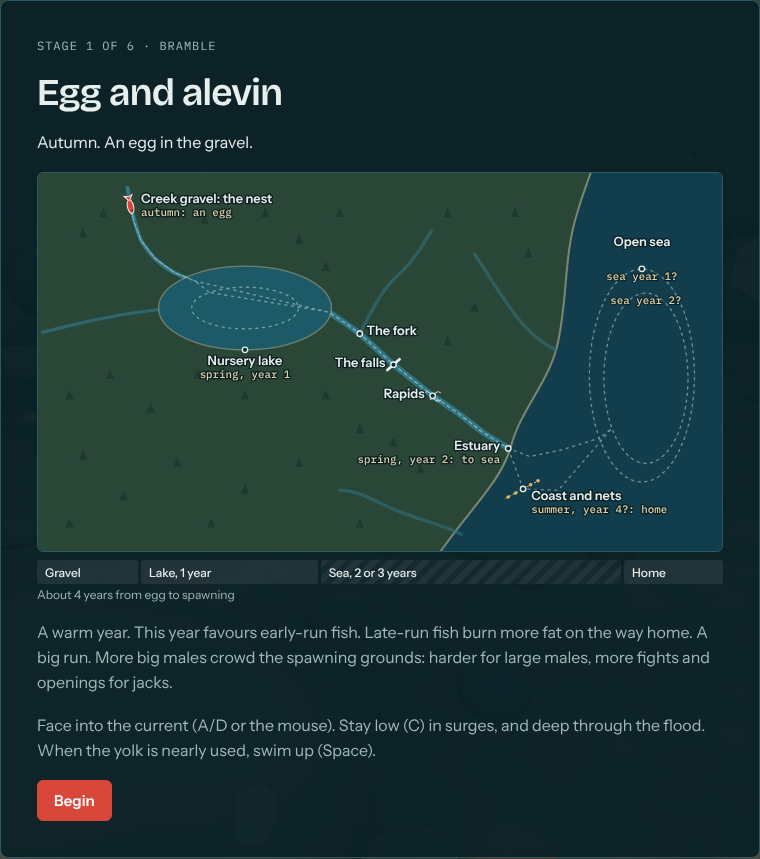 STAGE 1 OF 6 · BRAMBLE
Egg and alevin
Autumn. An egg in the gravel.
Creek gravel: the nest
autumn: an egg
Open sea
sea year 1?
sea year 2?
The fork
Nursery lake
spring, year 1
The falls
Rapids
Estuary
spring, year 2: to sea
Coast and nets
summer, year 4?: home
Gravel
Lake, 1 year
Sea, 2 or 3 years
Home
About 4 years from egg to spawning
A warm year. This year favours early-run fish. Late-run fish burn more fat on the way home. A
big run. More big males crowd the spawning grounds: harder for large males, more fights and
openings for jacks.
Face into the current (A/D or the mouse). Stay low (C) in surges, and deep through the flood.
When the yolk is nearly used, swim up (Space).
Begin